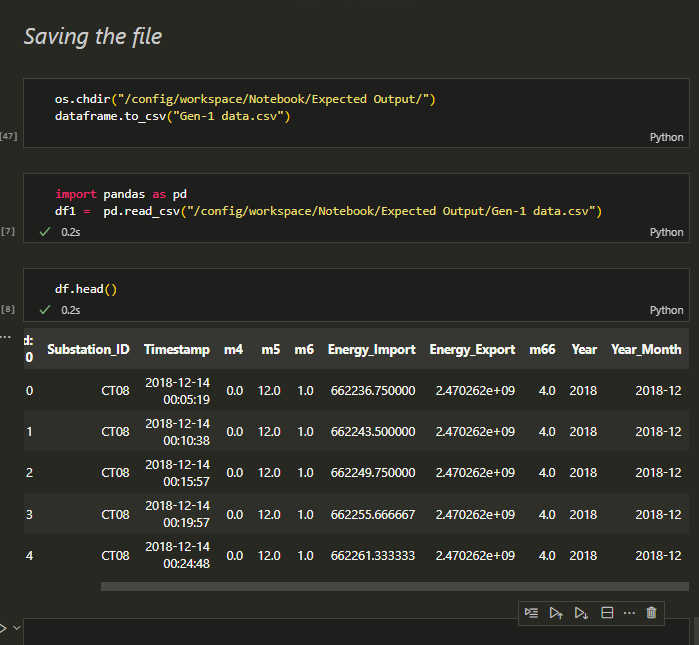 Saving the file
os.chdir("/config/workspace/Notebook/Expected Output/")
dataframe.to_csv("Gen-1 data.csv")
[47]
Python
import pandas as pd
df1 =  pd.read_csv("/config/workspace/Notebook/Expected Output/Gen-1 data.csv")
[7]
0.2s
Python
df.head()
[8]
0.2s
Python
d: 0 Substation_ID Timestamp m4 m5 m6 Energy_Import Energy_Export m66 Year Year_Month
0 CT08 2018-12-14 00:05:19 0.0 12.0 1.0 662236.750000 2.470262e+09 4.0 2018 2018-12
1 CT08 2018-12-14 00:10:38 0.0 12.0 1.0 662243.500000 2.470262e+09 4.0 2018 2018-12
2 CT08 2018-12-14 00:15:57 0.0 12.0 1.0 662249.750000 2.470262e+09 4.0 2018 2018-12
3 CT08 2018-12-14 00:19:57 0.0 12.0 1.0 662255.666667 2.470262e+09 4.0 2018 2018-12
4 CT08 2018-12-14 00:24:48 0.0 12.0 1.0 662261.333333 2.470262e+09 4.0 2018 2018-12